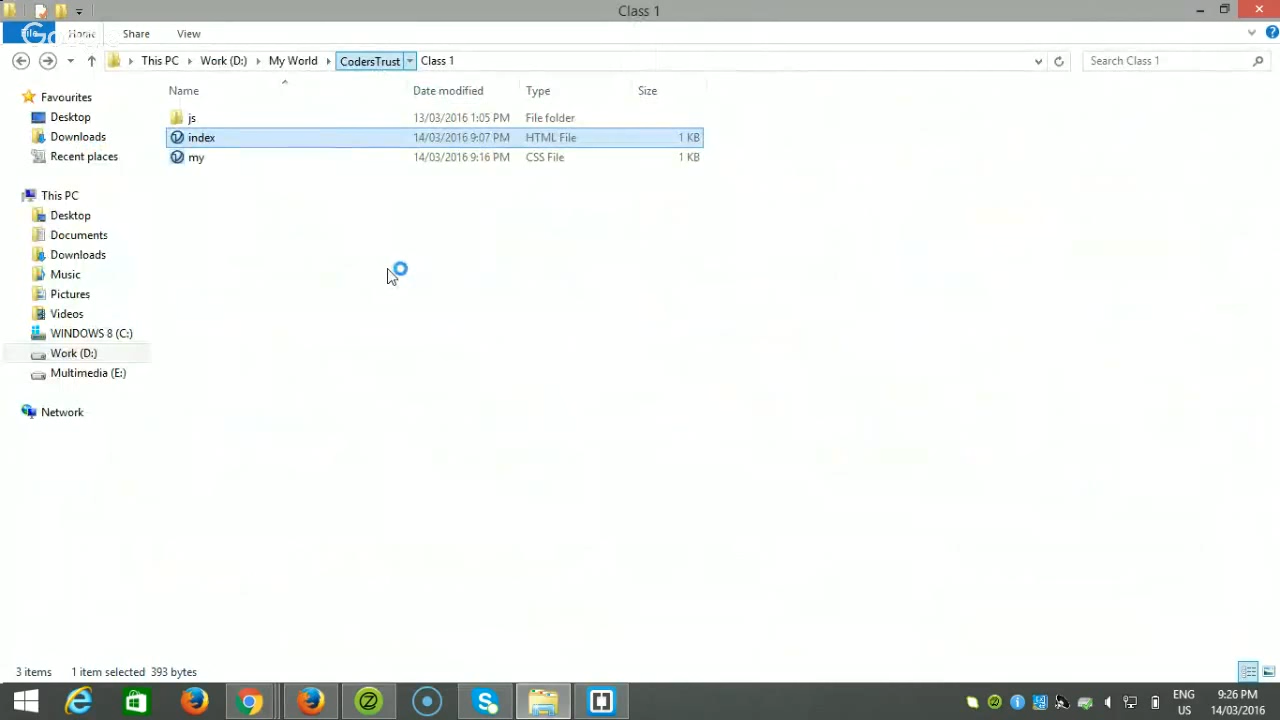 Class 1
File
Home
Share
View
This PC
Work (D:)
My World
CodersTrust
Class 1
Search Class 1
Name
Date modified
Type
Size
Favourites
Desktop
Downloads
Recent places
This PC
Desktop
Documents
Downloads
Music
Pictures
Videos
WINDOWS 8 (C:)
Work (D:)
Multimedia (E:)
Network
js 13/03/2016 1:05 PM File folder
index 14/03/2016 9:07 PM HTML File 1 KB
my 14/03/2016 9:16 PM CSS File 1 KB
3 items 1 item selected 393 bytes
ENG 9:26 PM
US 14/03/2016